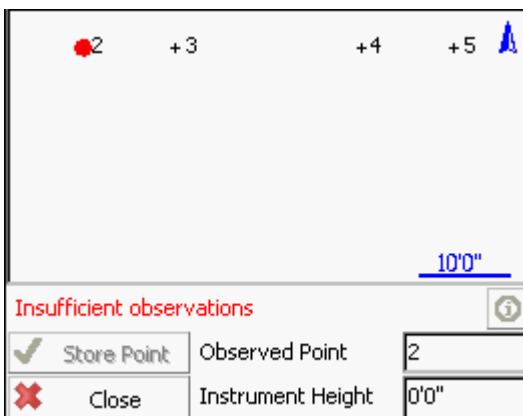 2 +3 +4 +5
10'0"
Insufficient observations
Store Point Observed Point 2
Close Instrument Height 0'0"